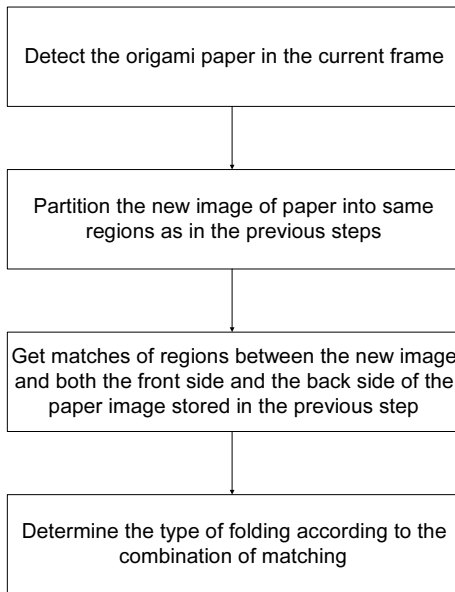 Detect the origami paper in the current frame
Partition the new image of paper into same
regions as in the previous steps
Get matches of regions between the new image
and both the front side and the back side of the
paper image stored in the previous step
Determine the type of folding according to the
combination of matching